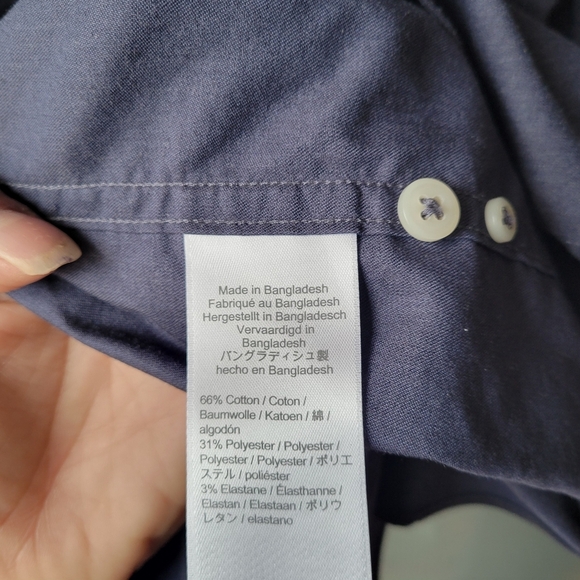 Made in Bangladesh
Fabriqué au Bangladesh
Hergestellt in Bangladesch
Vervaardigd in
Bangladesh
バングラディシュ製
hecho en Bangladesh
66% Cotton / Coton /
Baumwolle / Katoen / 綿 /
algodón
31% Polyester / Polyester /
Polyester / Polyester / ポリエ
ステル / poliéster
3% Elastane / Élasthanne /
Elastan / Elastaan / ポリウ
レタン / elastano